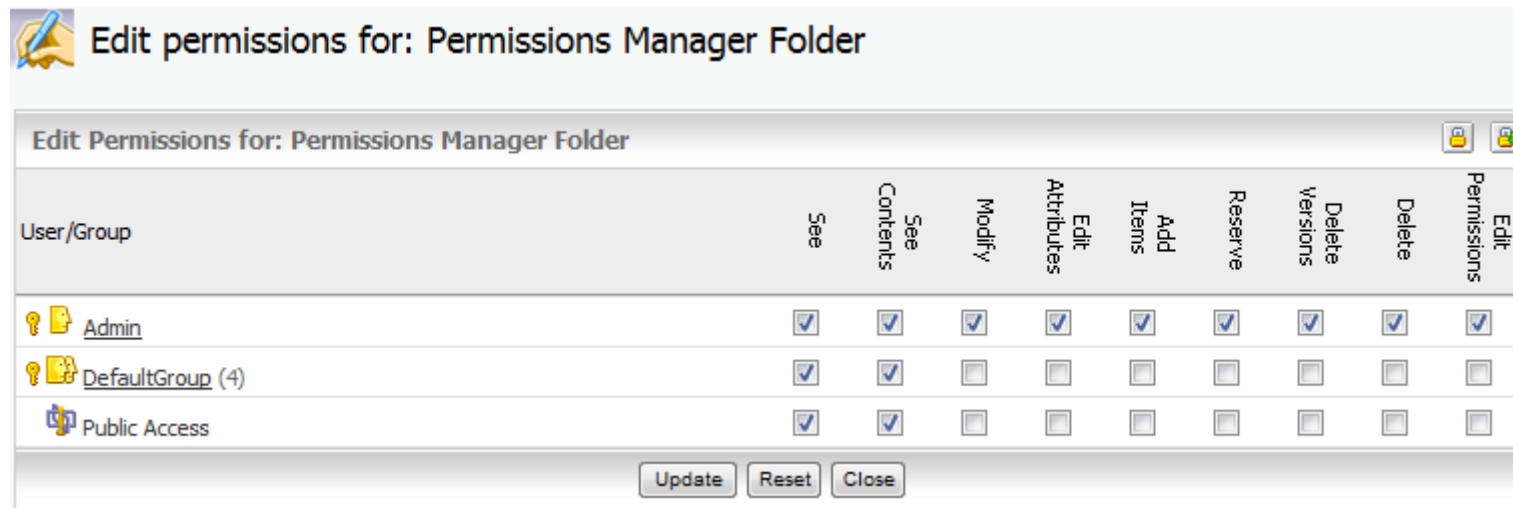 Edit permissions for: Permissions Manager Folder
Edit Permissions for: Permissions Manager Folder
User/Group
See
See
Contents
Modify
Edit
Attributes
Add
Items
Reserve
Delete
Versions
Delete
Edit
Permissions
Admin
DefaultGroup (4)
Public Access
Update Reset Close